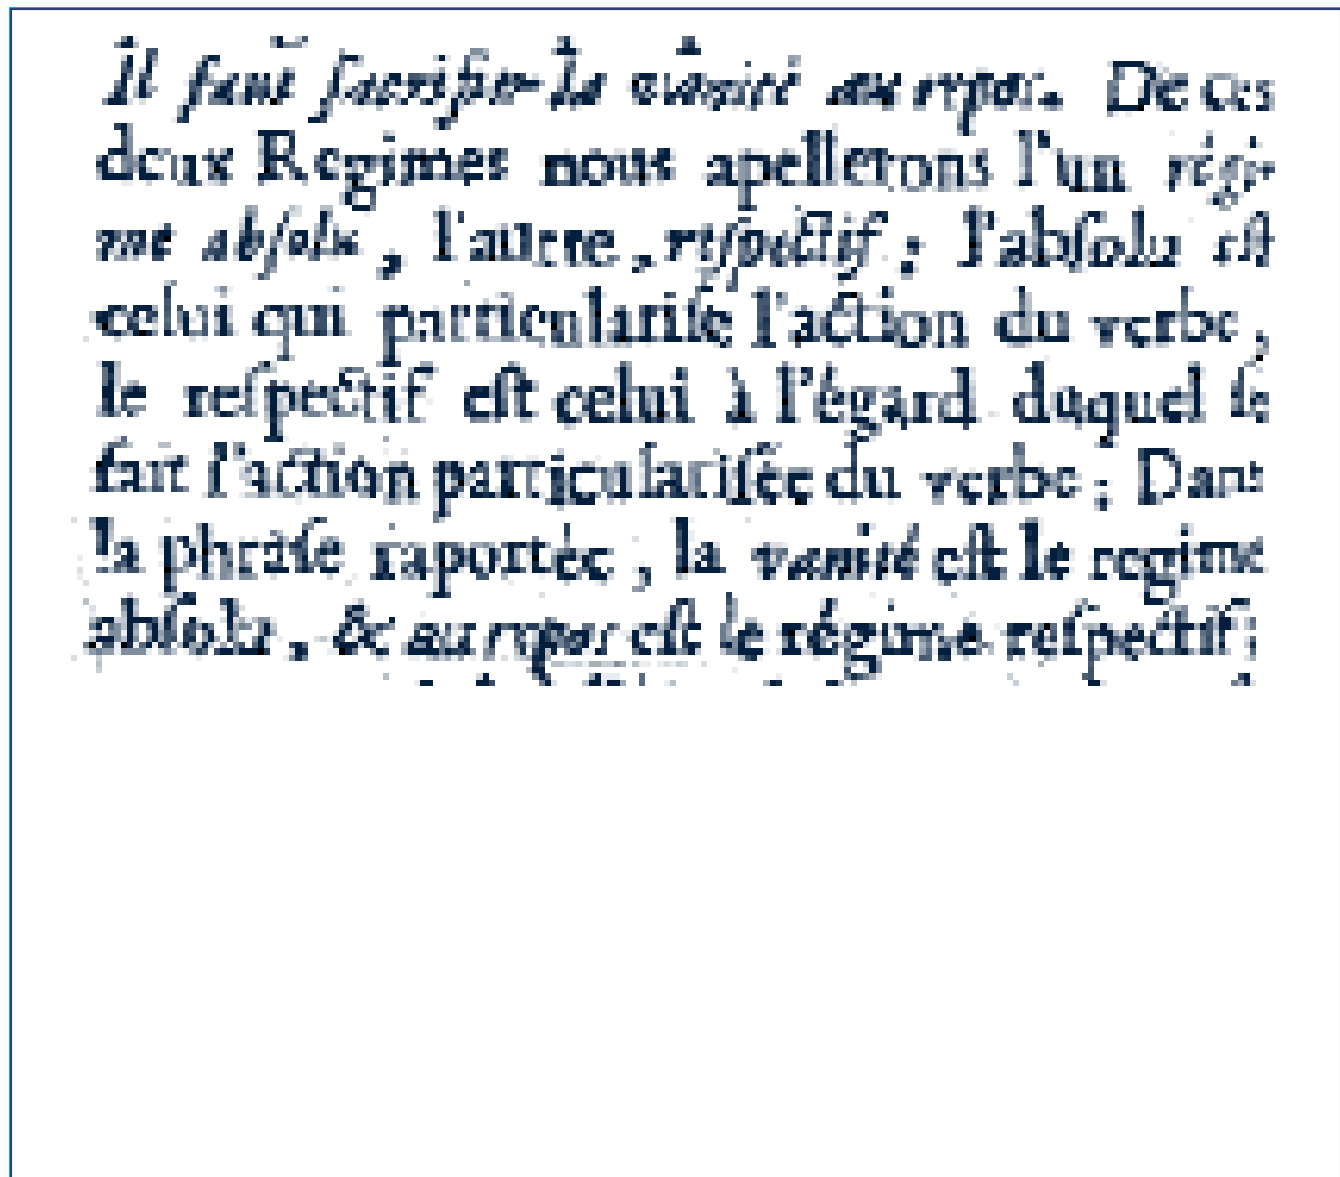 Il faut ſacrifier la vanité au repos. De ces
deux Regimes nous apellerons l'un régi-
me abſolu, l'autre, reſpectif; l'abſolu eſt
celui qui particulariſe l'action du verbe,
le reſpectif eſt celui à l'égard duquel ſe
fait l'action particulariſée du verbe; Dans
la phraſe raportée, la vanité eſt le regime
abſolu, & au repos eſt le régime reſpectif;